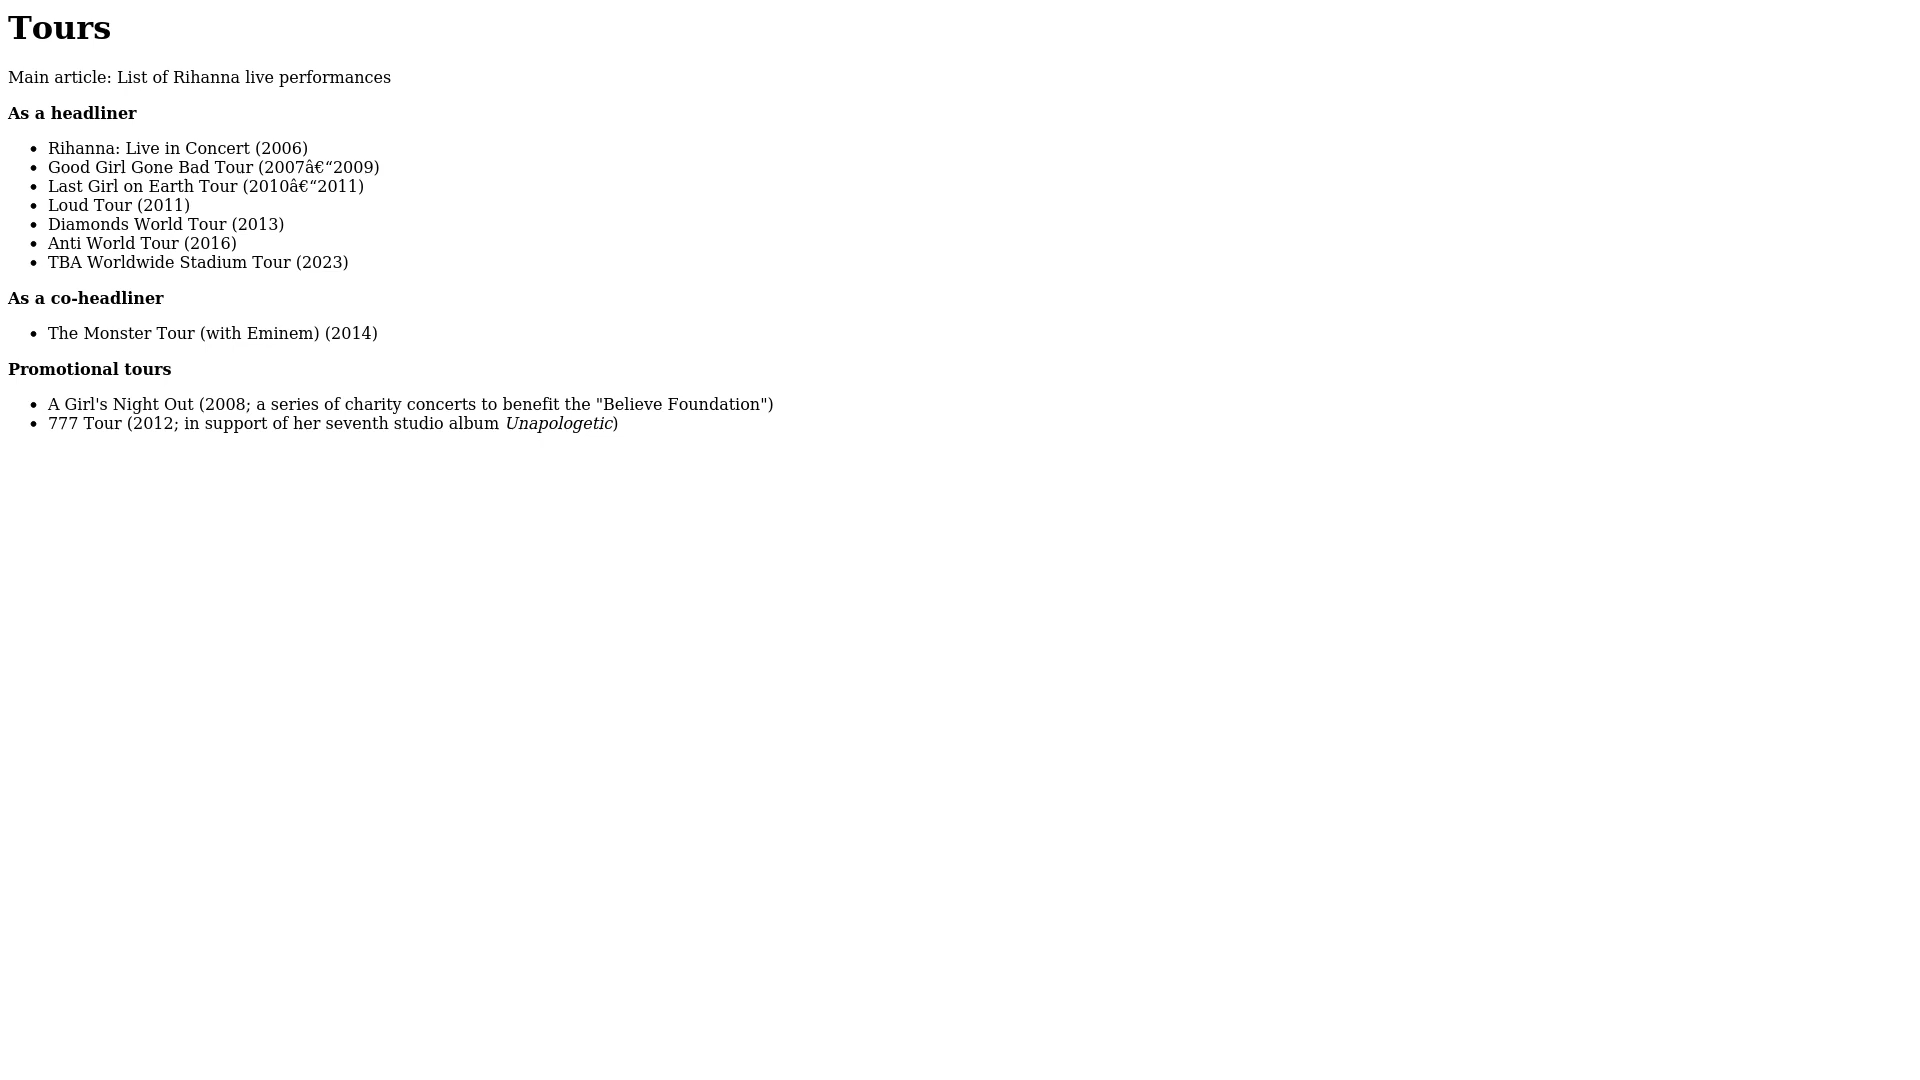 Tours
Main article: List of Rihanna live performances
As a headliner
• Rihanna: Live in Concert (2006)
• Good Girl Gone Bad Tour (2007â€“2009)
• Last Girl on Earth Tour (2010â€“2011)
• Loud Tour (2011)
• Diamonds World Tour (2013)
• Anti World Tour (2016)
• TBA Worldwide Stadium Tour (2023)
As a co-headliner
• The Monster Tour (with Eminem) (2014)
Promotional tours
• A Girl's Night Out (2008; a series of charity concerts to benefit the "Believe Foundation")
• 777 Tour (2012; in support of her seventh studio album Unapologetic)